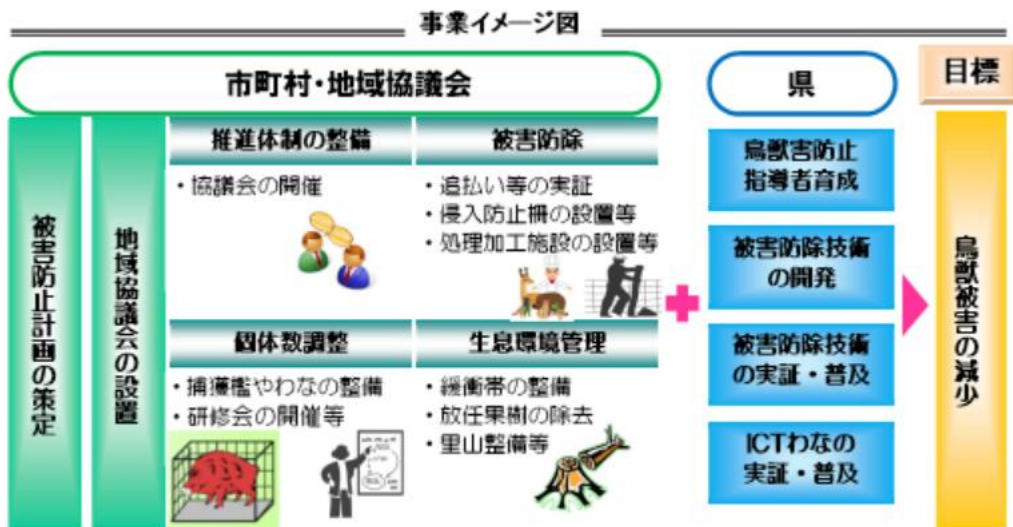 事業イメージ図
市町村・地域協議会
県
目標
被害防止計画の策定
地域協議会の設置
推進体制の整備
・協議会の開催
被害防除
・追払い等の実証
・侵入防止柵の設置等
・処理加工施設の設置等
個体数調整
・捕獲檻やわなの整備
・研修会の開催等
生息環境管理
・緩衝帯の整備
・放任果樹の除去
・里山整備等
鳥獣害防止
指導者育成
被害防除技術
の開発
被害防除技術
の実証・普及
ICTわなの
実証・普及
鳥獣被害の減少